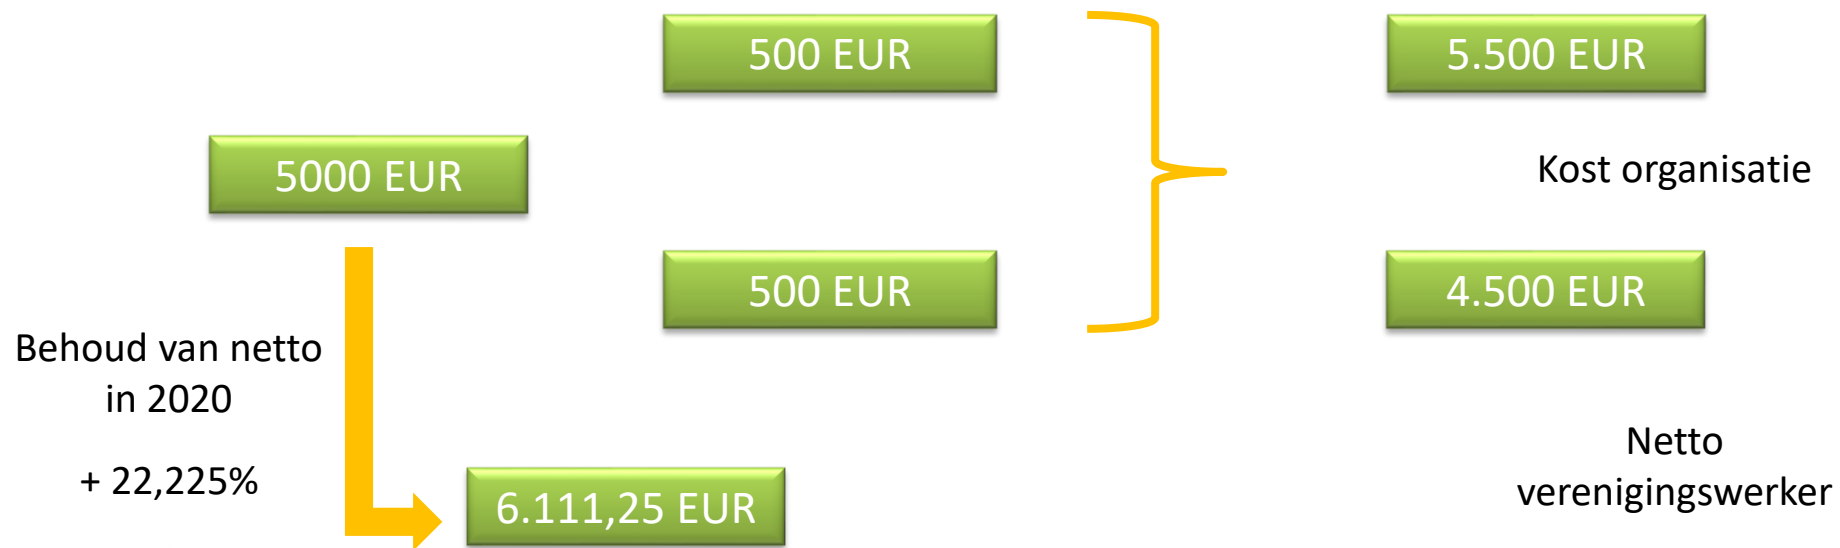 500 EUR
5.500 EUR
5000 EUR
Kost organisatie
500 EUR
4.500 EUR
Behoud van netto
in 2020
+ 22,225%
6.111,25 EUR
Netto
verenigingswerker